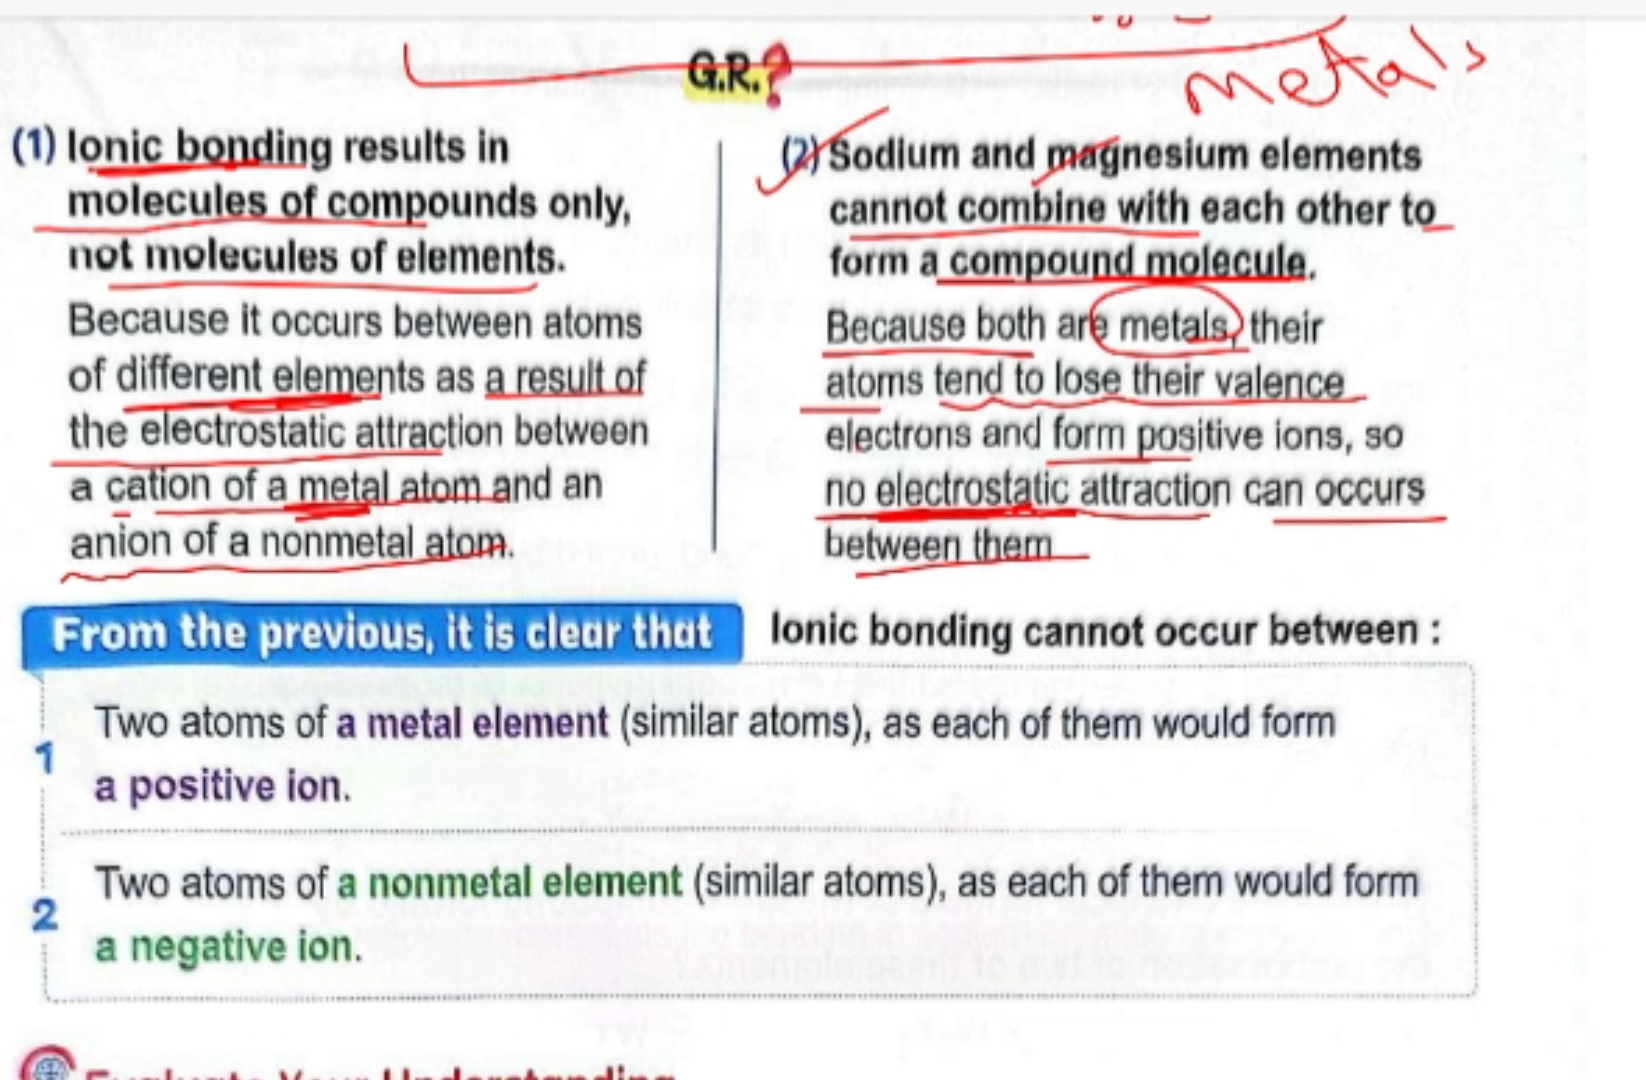 metals
G.R.?
(1) Ionic bonding results in
molecules of compounds only,
not molecules of elements.
Because it occurs between atoms
of different elements as a result of
the electrostatic attraction between
a cation of a metal atom and an
anion of a nonmetal atom.
(2) Sodium and magnesium elements
cannot combine with each other to
form a compound molecule.
Because both are metals, their
atoms tend to lose their valence
electrons and form positive ions, so
no electrostatic attraction can occurs
between them
From the previous, it is clear that Ionic bonding cannot occur between :
1 Two atoms of a metal element (similar atoms), as each of them would form
a positive ion.
2 Two atoms of a nonmetal element (similar atoms), as each of them would form
a negative ion.
Evaluate Your Understanding